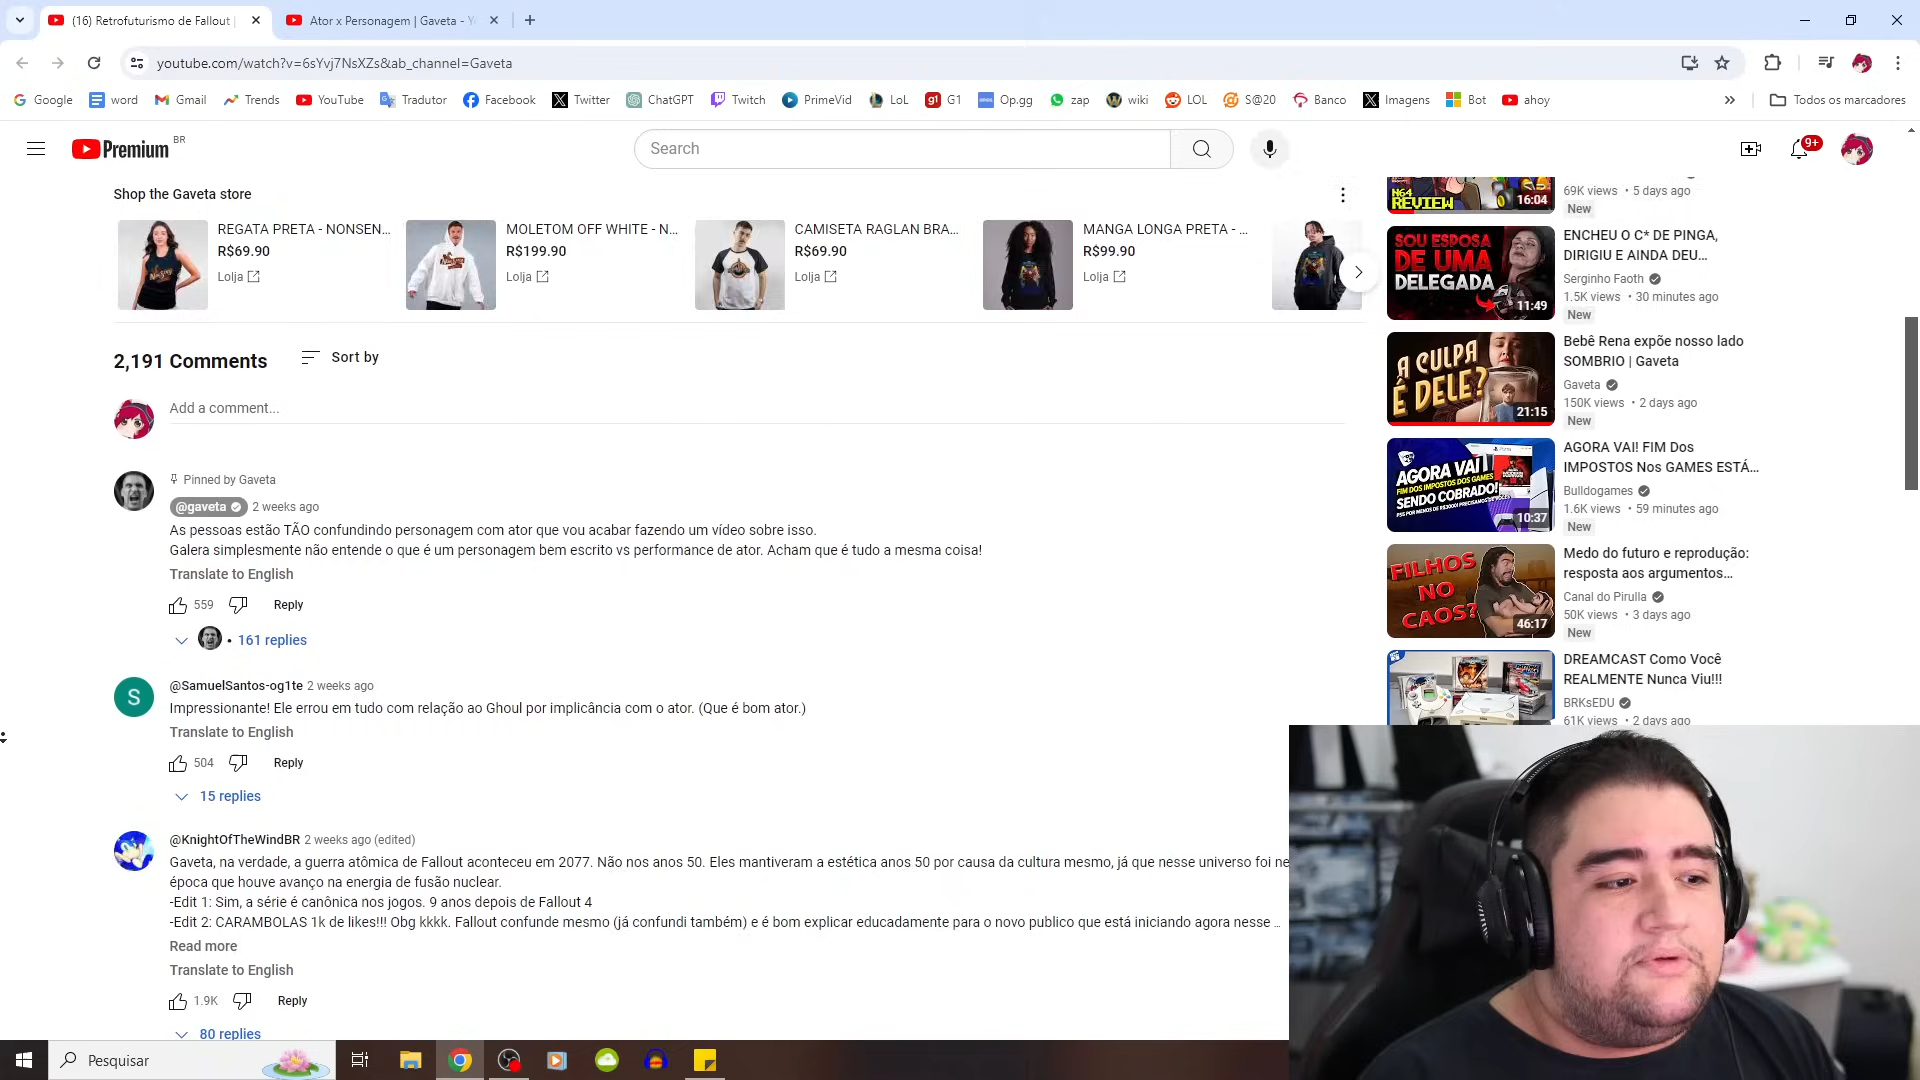 (16) Retrofuturismo de Fallout |
Ator x Personagem | Gaveta - Y
youtube.com/watch?v=6sYvj7NsXZs&ab_channel=Gaveta
Google
word
Gmail
Trends
YouTube
Tradutor
Facebook
Twitter
ChatGPT
Twitch
PrimeVid
LoL
G1
Op.gg
zap
wiki
LOL
S@20
Banco
Imagens
Bot
ahoy
Todos os marcadores
Premium BR
Search
9+
Shop the Gaveta store
REGATA PRETA - NONSEN...
R$69.90
Lolja
MOLETOM OFF WHITE - N...
R$199.90
Lolja
CAMISETA RAGLAN BRA...
R$69.90
Lolja
MANGA LONGA PRETA - ...
R$99.90
Lolja
2,191 Comments
Sort by
Add a comment...
Pinned by Gaveta
@gaveta 2 weeks ago
As pessoas estão TÃO confundindo personagem com ator que vou acabar fazendo um vídeo sobre isso.
Galera simplesmente não entende o que é um personagem bem escrito vs performance de ator. Acham que é tudo a mesma coisa!
Translate to English
559
Reply
• 161 replies
@SamuelSantos-og1te 2 weeks ago
Impressionante! Ele errou em tudo com relação ao Ghoul por implicância com o ator. (Que é bom ator.)
Translate to English
504
Reply
15 replies
@KnightOfTheWindBR 2 weeks ago (edited)
Gaveta, na verdade, a guerra atômica de Fallout aconteceu em 2077. Não nos anos 50. Eles mantiveram a estética anos 50 por causa da cultura mesmo, já que nesse universo foi ne
época que houve avanço na energia de fusão nuclear.
-Edit 1: Sim, a série é canônica nos jogos. 9 anos depois de Fallout 4
-Edit 2: CARAMBOLAS 1k de likes!!! Obg kkkk. Fallout confunde mesmo (já confundi também) e é bom explicar educadamente para o novo publico que está iniciando agora nesse ...
Read more
Translate to English
1.9K
Reply
80 replies
N64
REVIEW
16:04
69K views • 5 days ago
New
SOU ESPOSA
DE UMA
DELEGADA
11:49
ENCHEU O C* DE PINGA,
DIRIGIU E AINDA DEU...
Serginho Faoth
1.5K views • 30 minutes ago
New
A CULPA
É DELE?
21:15
Bebê Rena expõe nosso lado
SOMBRIO | Gaveta
Gaveta
150K views • 2 days ago
New
AGORA VAI!
FIM DOS IMPOSTOS DOS GAMES ESTÁ
SENDO COBRADO!
10:37
AGORA VAI! FIM Dos
IMPOSTOS Nos GAMES ESTÁ...
Bulldogames
1.6K views • 59 minutes ago
New
FILHOS
NO
CAOS?
46:17
Medo do futuro e reprodução:
resposta aos argumentos...
Canal do Pirulla
50K views • 3 days ago
New
DREAMCAST Como Você
REALMENTE Nunca Viu!!!
BRKsEDU
61K views • 2 days ago
Pesquisar